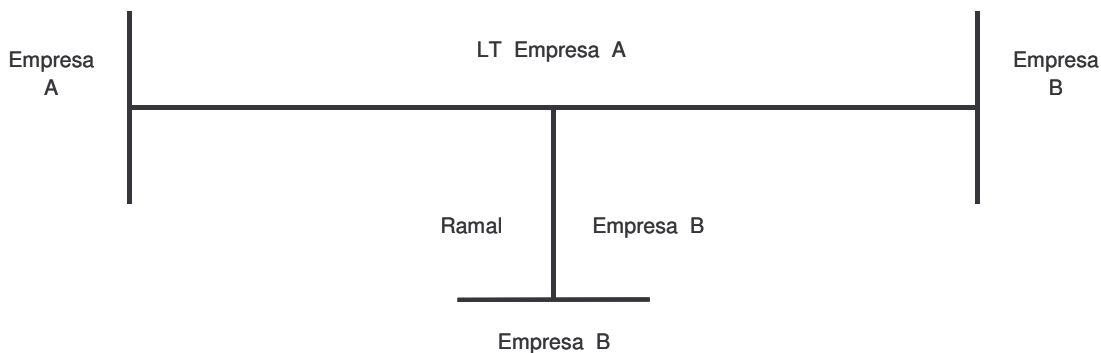 LT Empresa A
Empresa
A
Empresa
B
Ramal
Empresa B
Empresa B